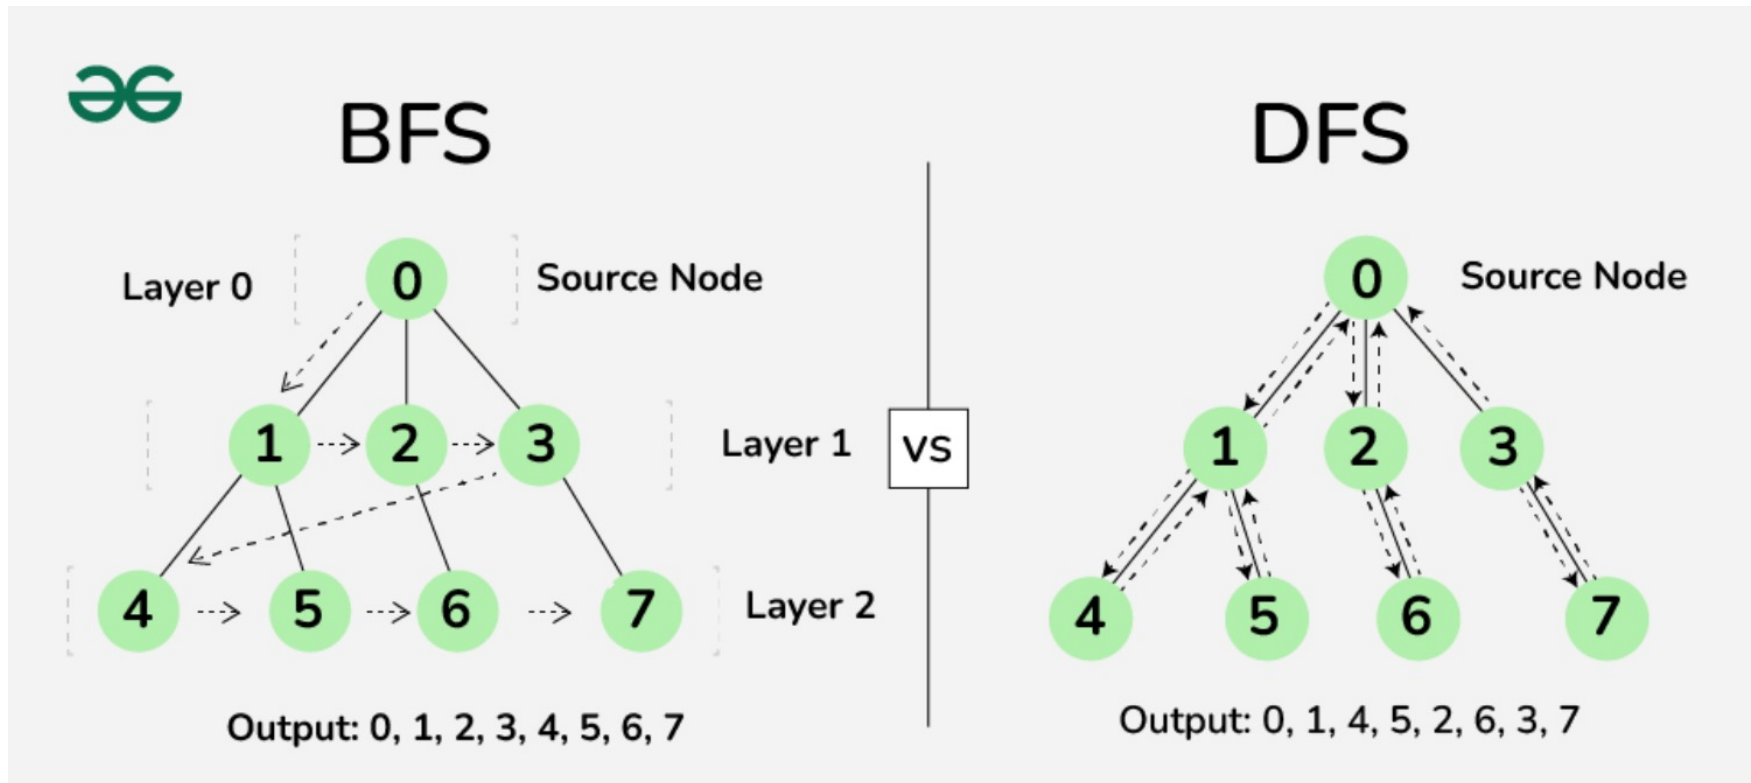 BFS
Layer 0
0
Source Node
1
2
3
Layer 1
4
5
6
7
Layer 2
Output: 0, 1, 2, 3, 4, 5, 6, 7
VS
DFS
0
Source Node
1
2
3
4
5
6
7
Output: 0, 1, 4, 5, 2, 6, 3, 7